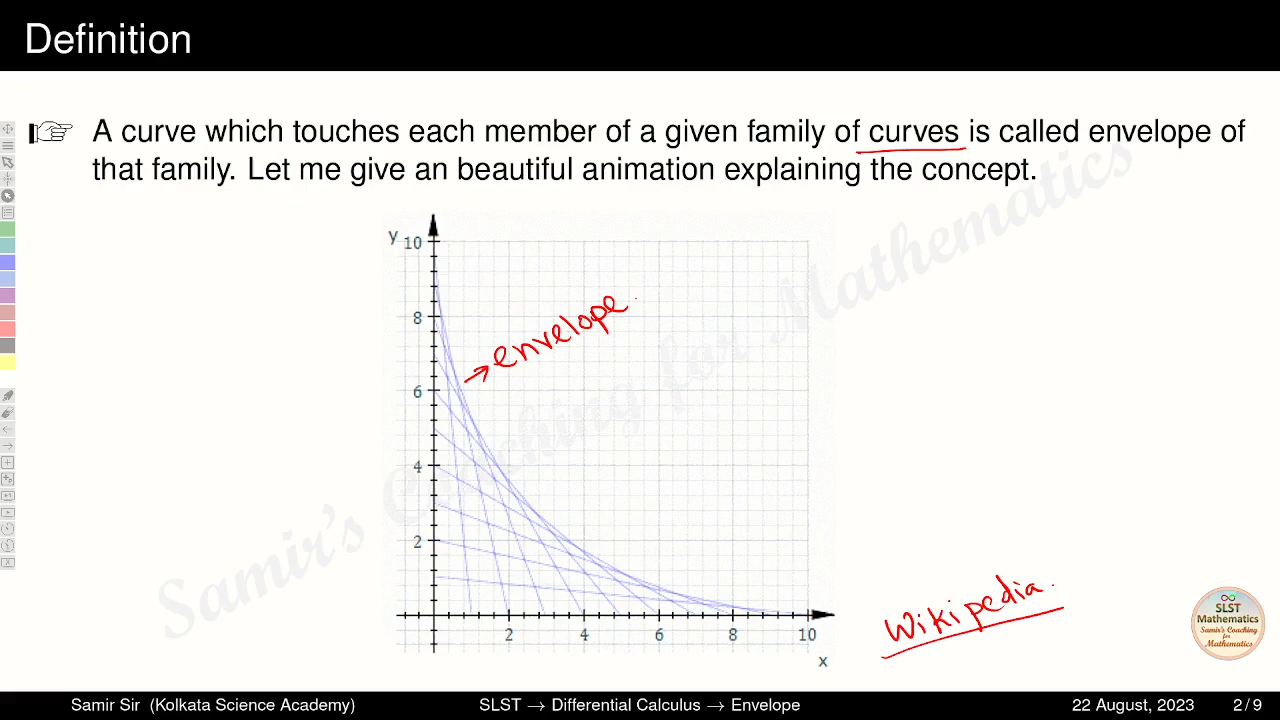 Definition
A curve which touches each member of a given family of curves is called envelope of
that family. Let me give an beautiful animation explaining the concept.
y
10
8
6
4
2
→ envelope
2 4 6 8 10
x
Wikipedia
Samir's Coaching for Mathematics
SLST
Mathematics
Samir's Coaching
for
Mathematics
Samir Sir (Kolkata Science Academy) SLST → Differential Calculus → Envelope 22 August, 2023 2 / 9